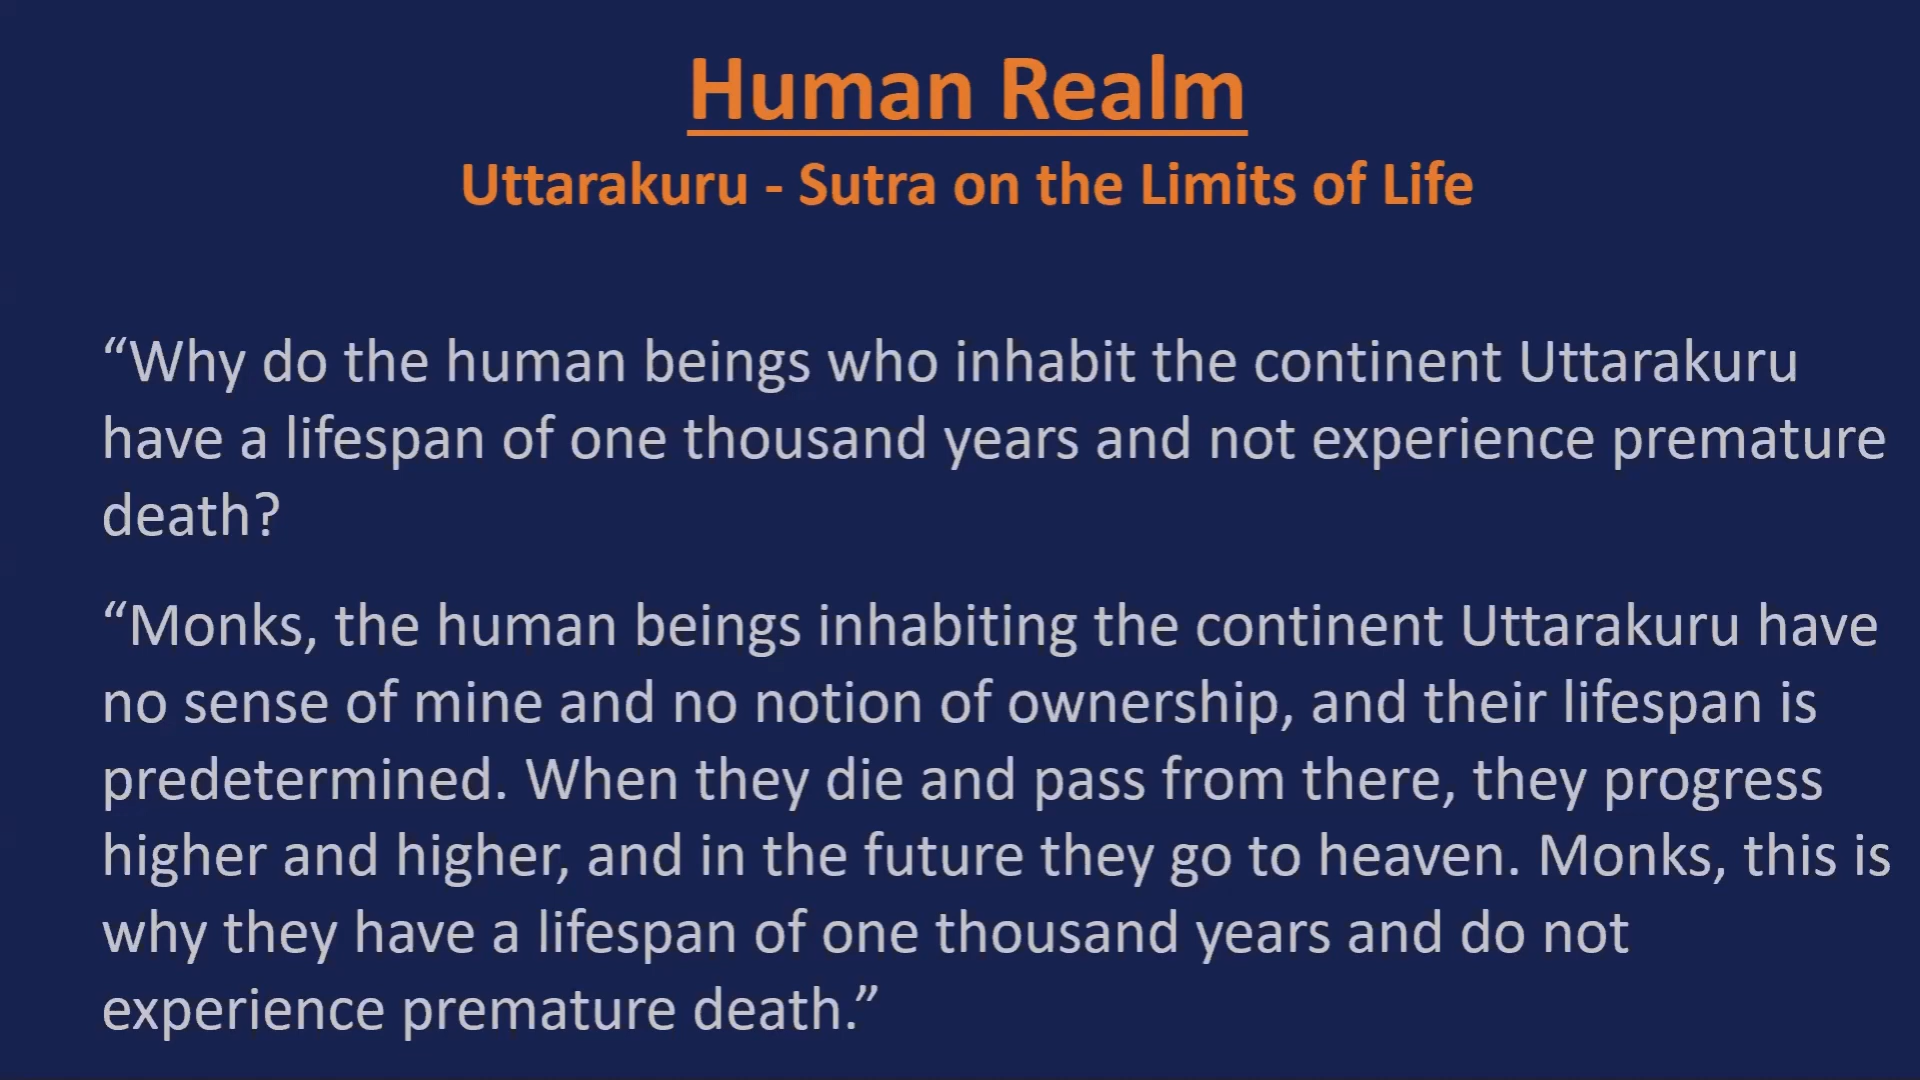 Human Realm
Uttarakuru - Sutra on the Limits of Life
“Why do the human beings who inhabit the continent Uttarakuru
have a lifespan of one thousand years and not experience premature
death?
“Monks, the human beings inhabiting the continent Uttarakuru have
no sense of mine and no notion of ownership, and their lifespan is
predetermined. When they die and pass from there, they progress
higher and higher, and in the future they go to heaven. Monks, this is
why they have a lifespan of one thousand years and do not
experience premature death.”